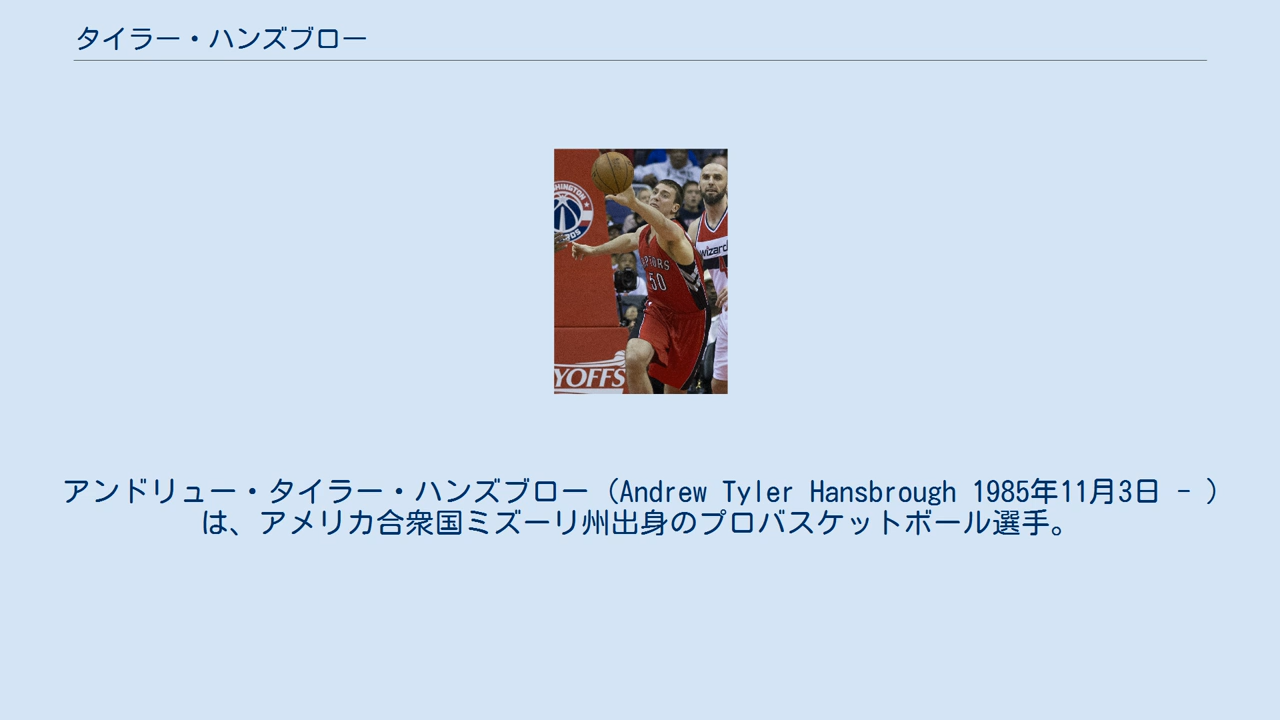 タイラー・ハンズブロー
50
wizard
YOFFS
アンドリュー・タイラー・ハンズブロー (Andrew Tyler Hansbrough 1985年11月3日 - )
は、アメリカ合衆国ミズーリ州出身のプロバスケットボール選手。